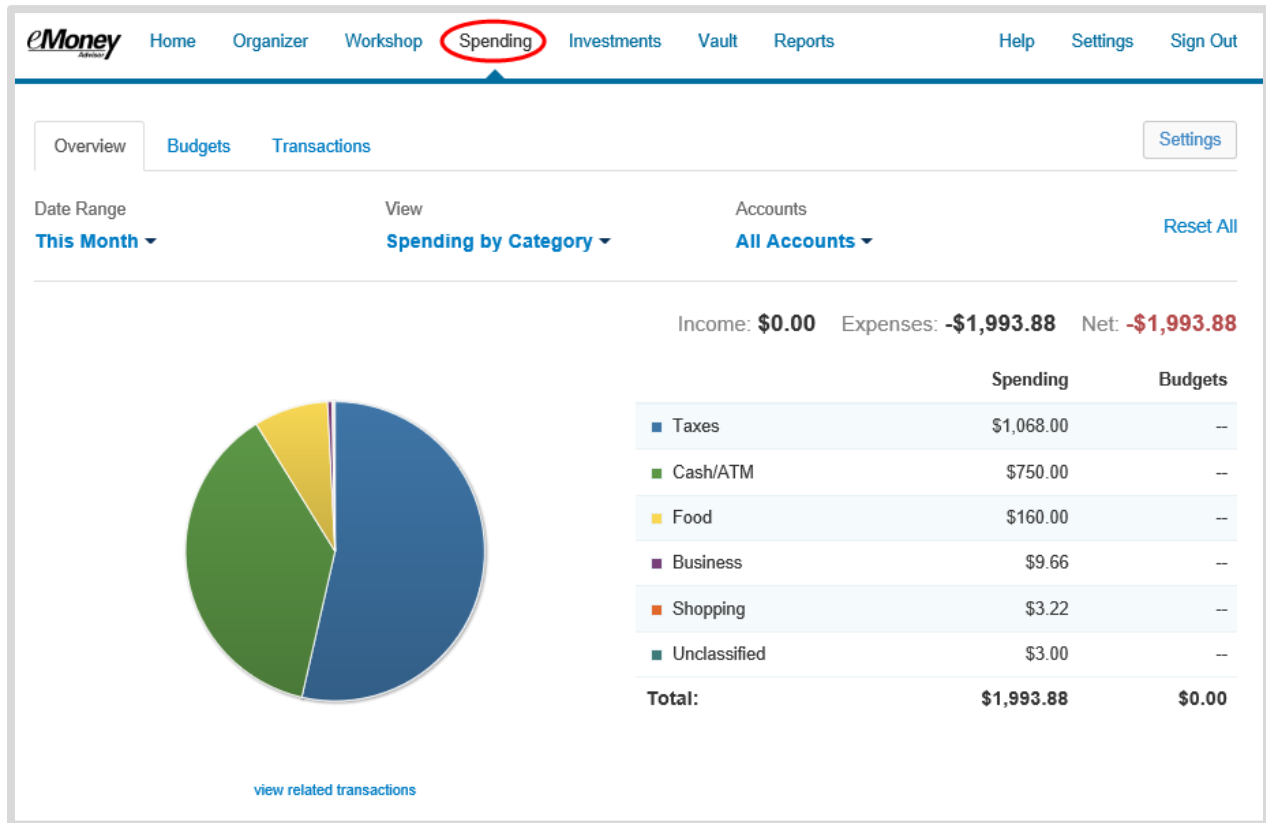 eMoney Advisor Home Organizer Workshop Spending Investments Vault Reports Help Settings Sign Out
Overview Budgets Transactions Settings
Date Range View Accounts
This Month Spending by Category All Accounts Reset All
Income: $0.00 Expenses: -$1,993.88 Net: -$1,993.88
Spending Budgets
Taxes $1,068.00 --
Cash/ATM $750.00 --
Food $160.00 --
Business $9.66 --
Shopping $3.22 --
Unclassified $3.00 --
Total: $1,993.88 $0.00
view related transactions